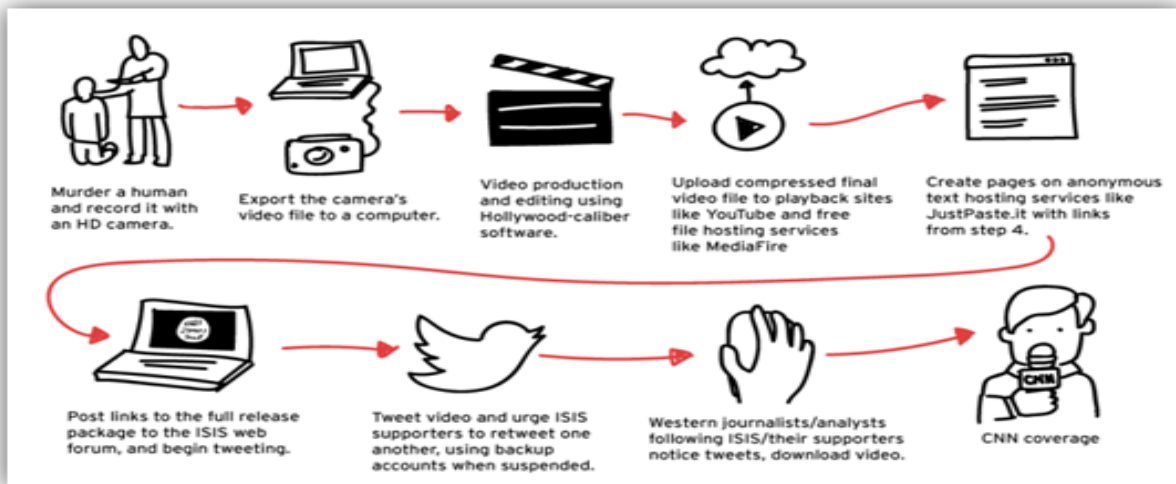 Murder a human
and record it with
an HD camera.
Export the camera's
video file to a computer.
Video production
and editing using
Hollywood-caliber
software.
Upload compressed final
video file to playback sites
like YouTube and free
file hosting services
like MediaFire
Create pages on anonymous
text hosting services like
JustPaste.it with links
from step 4.
Post links to the full release
package to the ISIS web
forum, and begin tweeting.
Tweet video and urge ISIS
supporters to retweet one
another, using backup
accounts when suspended.
Western journalists/analysts
following ISIS/their supporters
notice tweets, download video.
CNN
CNN coverage